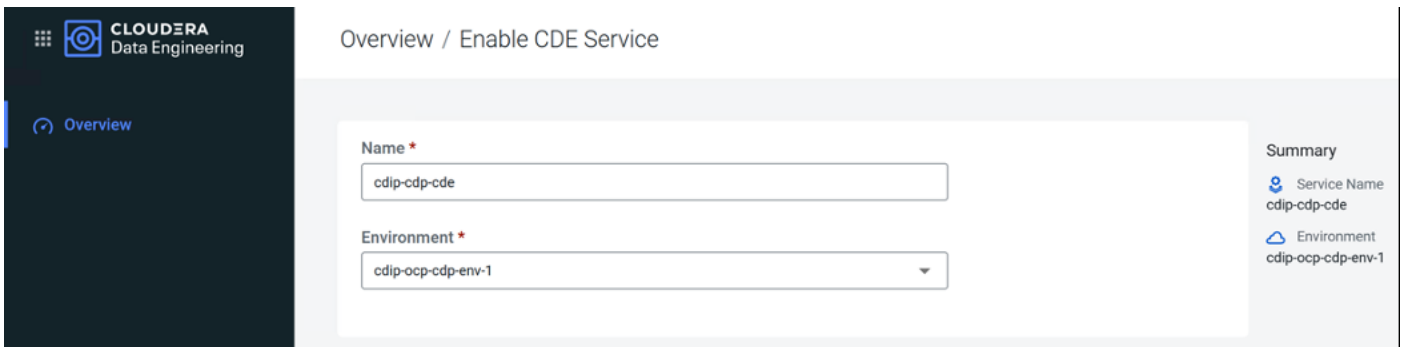 CLOUDΞRA
Data Engineering
Overview / Enable CDE Service
Overview
Name *
cdip-cdp-cde
Environment *
cdip-ocp-cdp-env-1
Summary
Service Name
cdip-cdp-cde
Environment
cdip-ocp-cdp-env-1